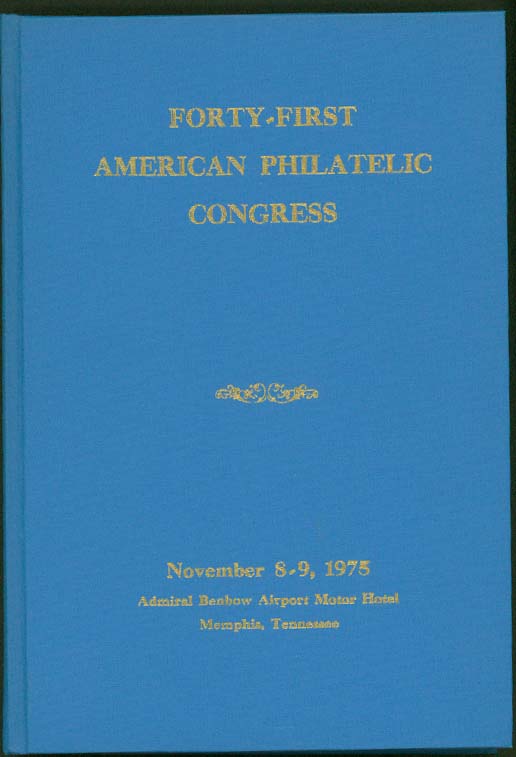 FORTY-FIRST
AMERICAN PHILATELIC
CONGRESS
November 8-9, 1975
Admiral Benbow Airport Motor Hotel
Memphis, Tennessee